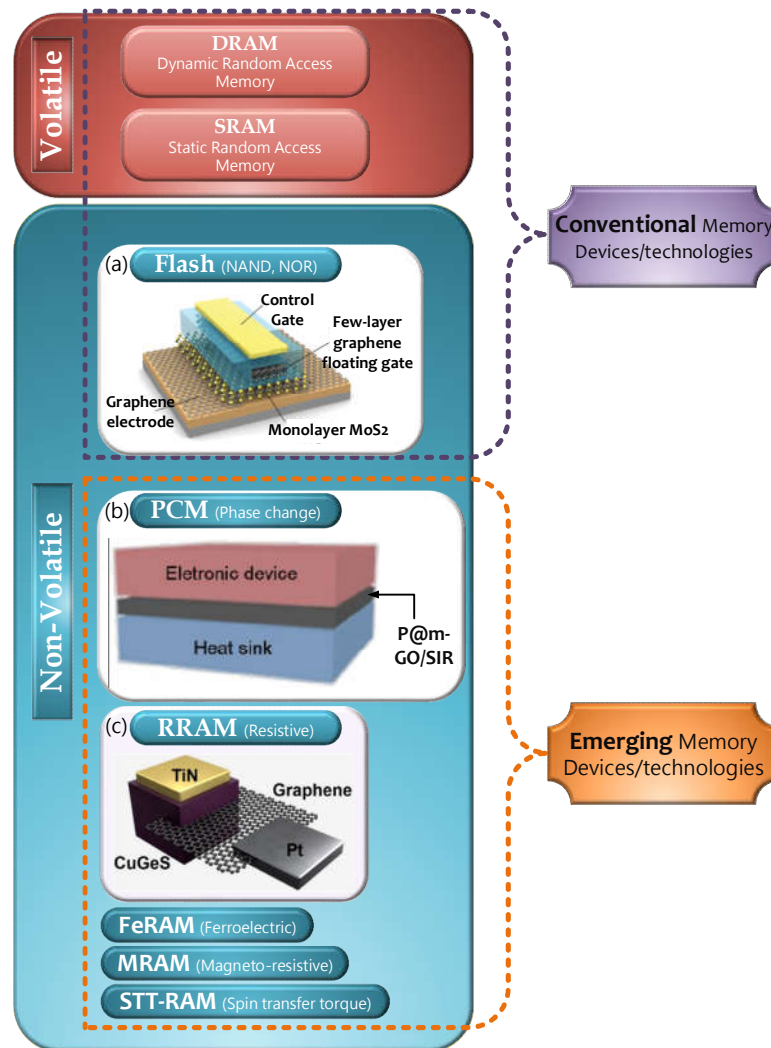 Volatile
DRAM
Dynamic Random Access
Memory
SRAM
Static Random Access
Memory
Conventional Memory
Devices/technologies
Non-Volatile
(a) Flash (NAND, NOR)
Control
Gate
Few-layer
graphene
floating gate
Graphene
electrode
Monolayer MoS2
(b) PCM (Phase change)
Eletronic device
Heat sink
P@m-
GO/SIR
(c) RRAM (Resistive)
TiN
Graphene
Pt
CuGeS
FeRAM (Ferroelectric)
MRAM (Magneto-resistive)
STT-RAM (Spin transfer torque)
Emerging Memory
Devices/technologies